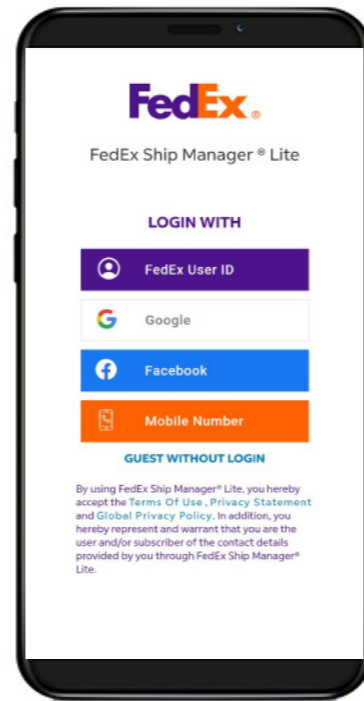 FedEx®
FedEx Ship Manager ® Lite
LOGIN WITH
FedEx User ID
Google
Facebook
Mobile Number
GUEST WITHOUT LOGIN
By using FedEx Ship Manager® Lite, you hereby
accept the Terms Of Use , Privacy Statement
and Global Privacy Policy. In addition, you
hereby represent and warrant that you are the
user and/or subscriber of the contact details
provided by you through FedEx Ship Manager®
Lite.